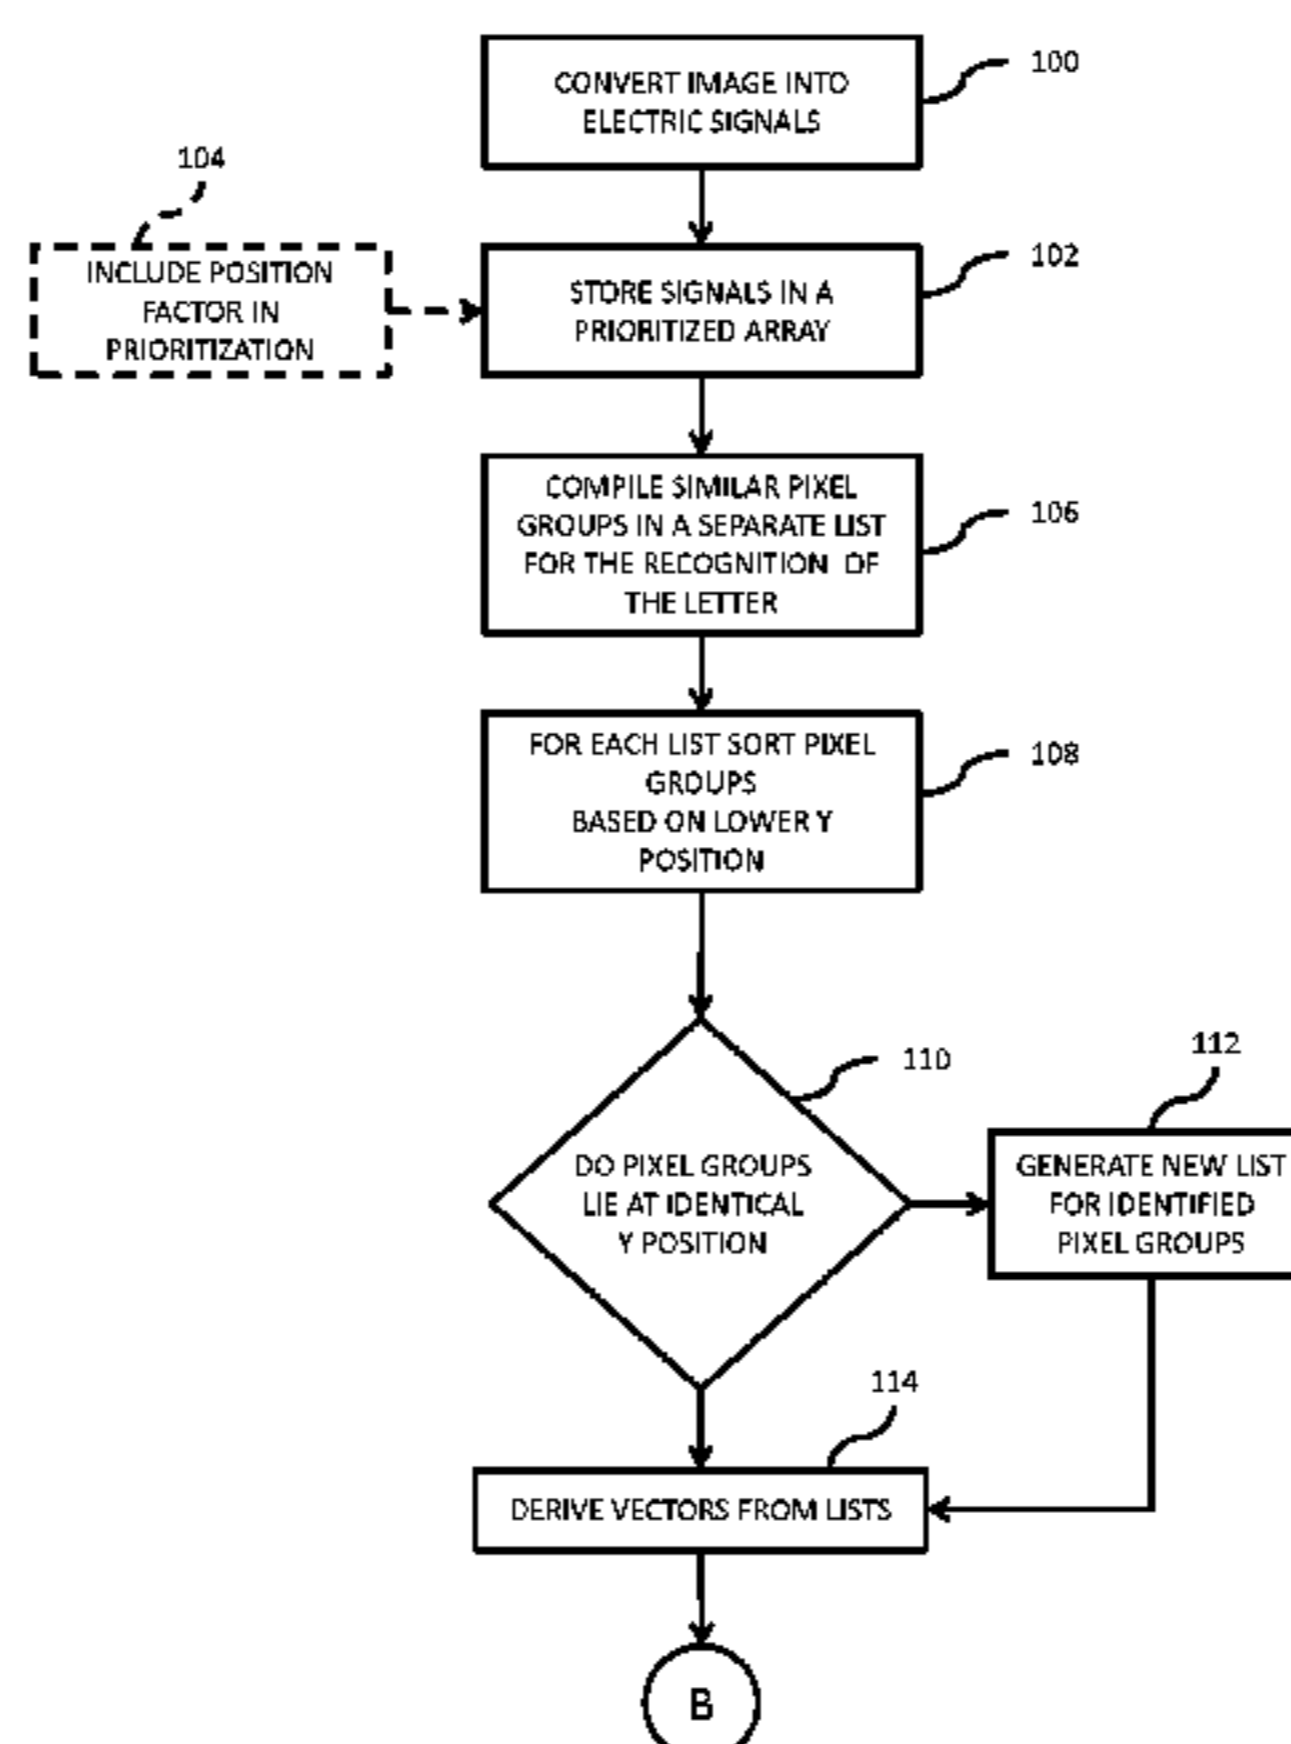 CONVERT IMAGE INTO
ELECTRIC SIGNALS
100
104
INCLUDE POSITION
FACTOR IN
PRIORITIZATION
STORE SIGNALS IN A
PRIORITIZED ARRAY
102
COMPILE SIMILAR PIXEL
GROUPS IN A SEPARATE LIST
FOR THE RECOGNITION OF
THE LETTER
106
FOR EACH LIST SORT PIXEL
GROUPS
BASED ON LOWER Y
POSITION
108
DO PIXEL GROUPS
LIE AT IDENTICAL
Y POSITION
110
112
GENERATE NEW LIST
FOR IDENTIFIED
PIXEL GROUPS
114
DERIVE VECTORS FROM LISTS
B